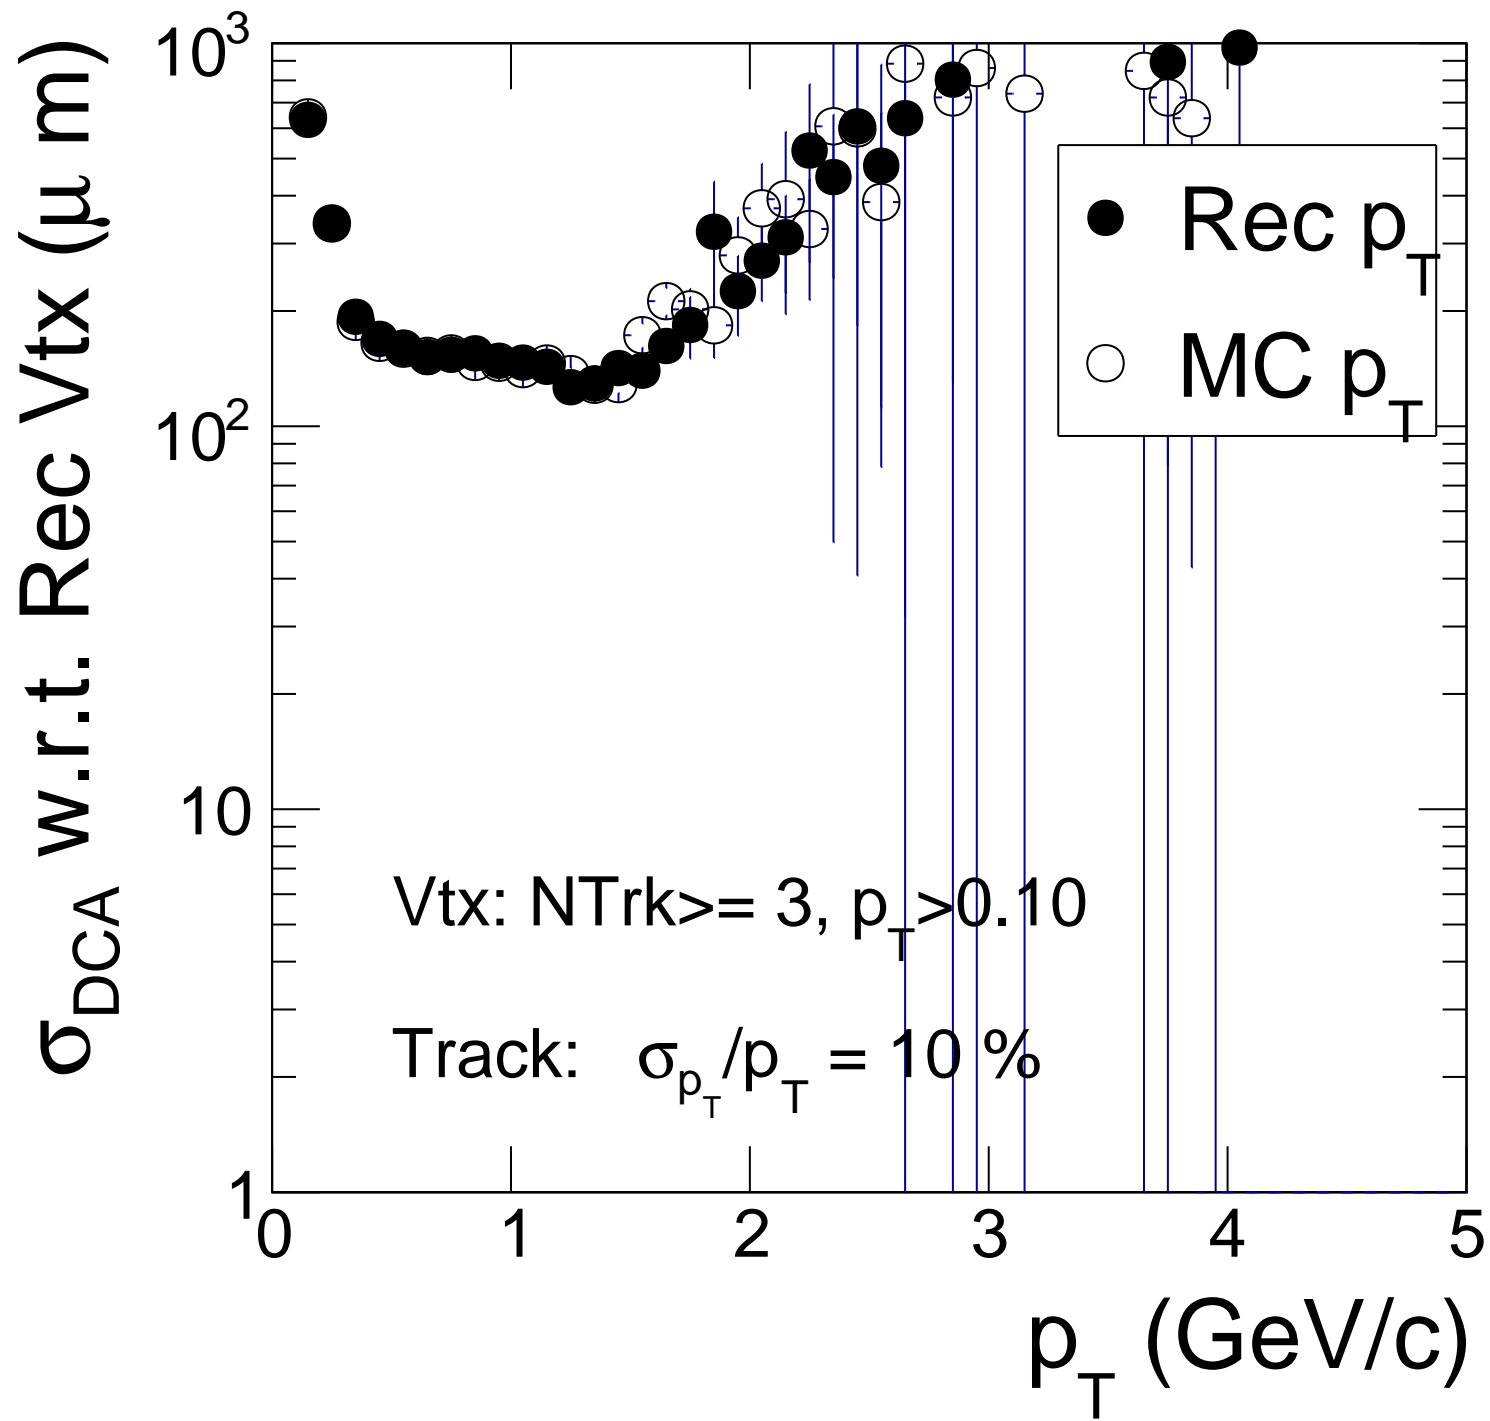 σDCA w.r.t. Rec Vtx (μ m)
10³
10²
10
1
Rec pT
MC pT
Vtx: NTrk>= 3, pT>0.10
Track: σpT/pT = 10 %
0 1 2 3 4 5
pT (GeV/c)